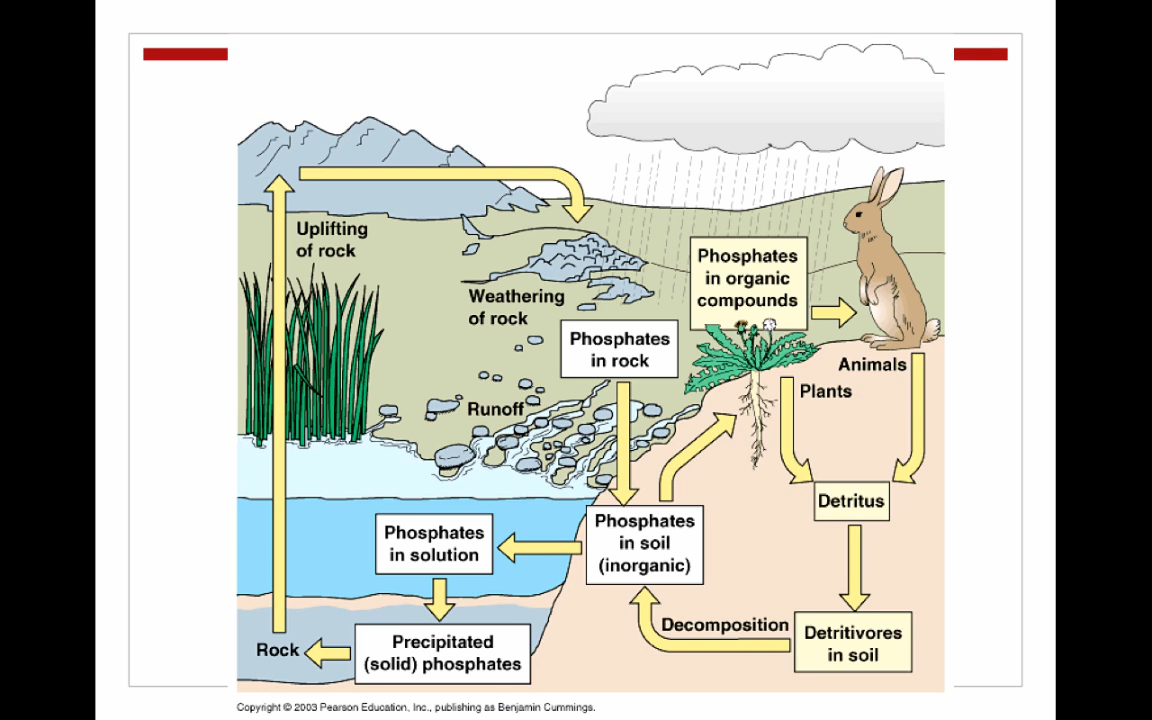 Uplifting
of rock
Weathering
of rock
Phosphates
in organic
compounds
Phosphates
in rock
Animals
Plants
Runoff
Detritus
Phosphates
in solution
Phosphates
in soil
(inorganic)
Decomposition
Detritivores
in soil
Rock
Precipitated
(solid) phosphates
Copyright © 2003 Pearson Education, Inc., publishing as Benjamin Cummings.